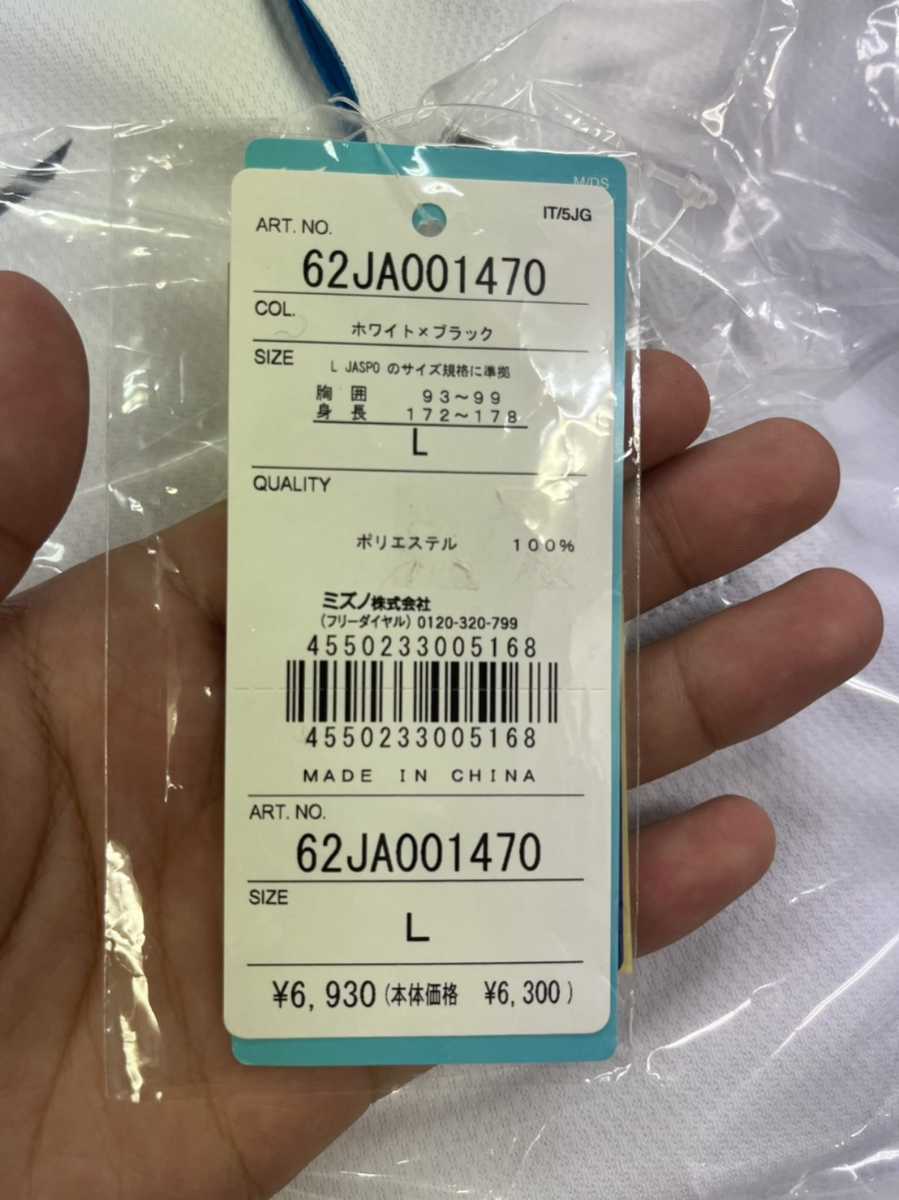 M/DS
IT/5JG
ART. NO.
62JA001470
COL.
ホワイト×ブラック
SIZE
L JASPO のサイズ規格に準拠
胸 囲 93～99
身 長 172～178
L
QUALITY
ポリエステル 100%
ミズノ株式会社
(フリーダイヤル) 0120-320-799
4550233005168
4550233005168
MADE IN CHINA
ART. NO.
62JA001470
SIZE
L
¥6,930(本体価格 ¥6,300)